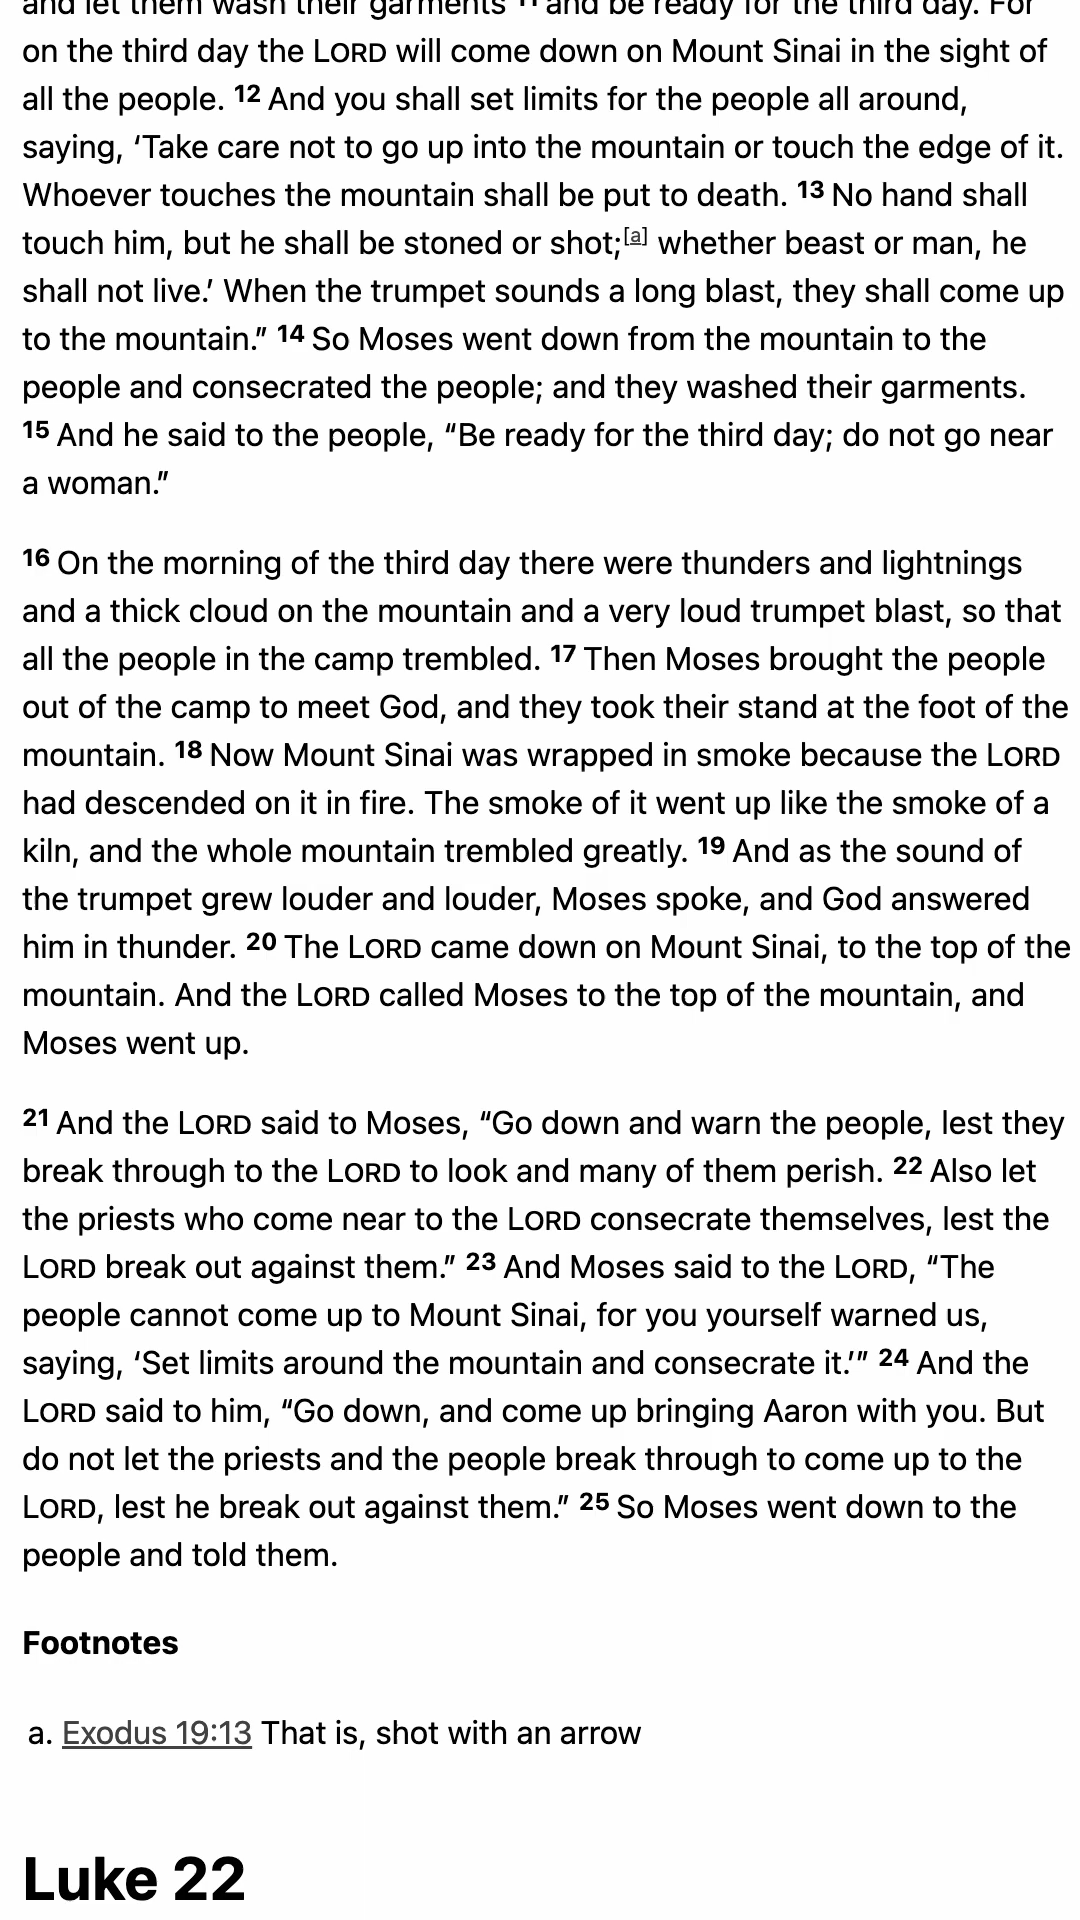 and let them wash their garments 11 and be ready for the third day. For
on the third day the LORD will come down on Mount Sinai in the sight of
all the people. 12 And you shall set limits for the people all around,
saying, ‘Take care not to go up into the mountain or touch the edge of it.
Whoever touches the mountain shall be put to death. 13 No hand shall
touch him, but he shall be stoned or shot;[a] whether beast or man, he
shall not live.’ When the trumpet sounds a long blast, they shall come up
to the mountain.” 14 So Moses went down from the mountain to the
people and consecrated the people; and they washed their garments.
15 And he said to the people, “Be ready for the third day; do not go near
a woman.”
16 On the morning of the third day there were thunders and lightnings
and a thick cloud on the mountain and a very loud trumpet blast, so that
all the people in the camp trembled. 17 Then Moses brought the people
out of the camp to meet God, and they took their stand at the foot of the
mountain. 18 Now Mount Sinai was wrapped in smoke because the LORD
had descended on it in fire. The smoke of it went up like the smoke of a
kiln, and the whole mountain trembled greatly. 19 And as the sound of
the trumpet grew louder and louder, Moses spoke, and God answered
him in thunder. 20 The LORD came down on Mount Sinai, to the top of the
mountain. And the LORD called Moses to the top of the mountain, and
Moses went up.
21 And the LORD said to Moses, “Go down and warn the people, lest they
break through to the LORD to look and many of them perish. 22 Also let
the priests who come near to the LORD consecrate themselves, lest the
LORD break out against them.” 23 And Moses said to the LORD, “The
people cannot come up to Mount Sinai, for you yourself warned us,
saying, ‘Set limits around the mountain and consecrate it.’” 24 And the
LORD said to him, “Go down, and come up bringing Aaron with you. But
do not let the priests and the people break through to come up to the
LORD, lest he break out against them.” 25 So Moses went down to the
people and told them.
Footnotes
a. Exodus 19:13 That is, shot with an arrow
Luke 22